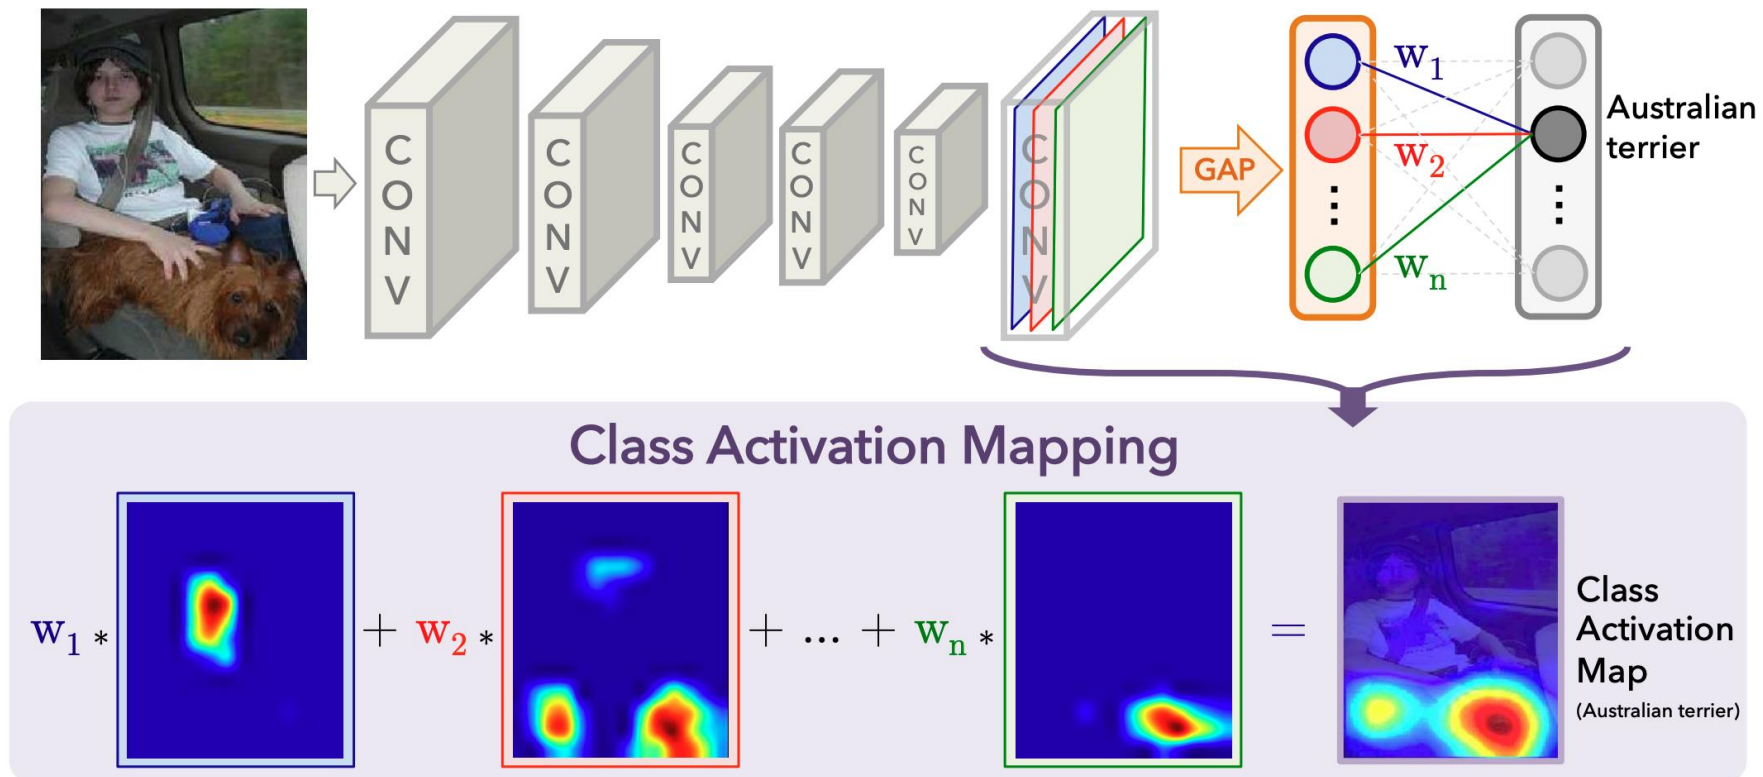 CONV
CONV
CONV
CONV
CONV
CONV
GAP
w1
w2
⋮
wn
⋮
Australian
terrier
Class Activation Mapping
w1 * + w2 * + ... + wn * =
Class
Activation
Map
(Australian terrier)